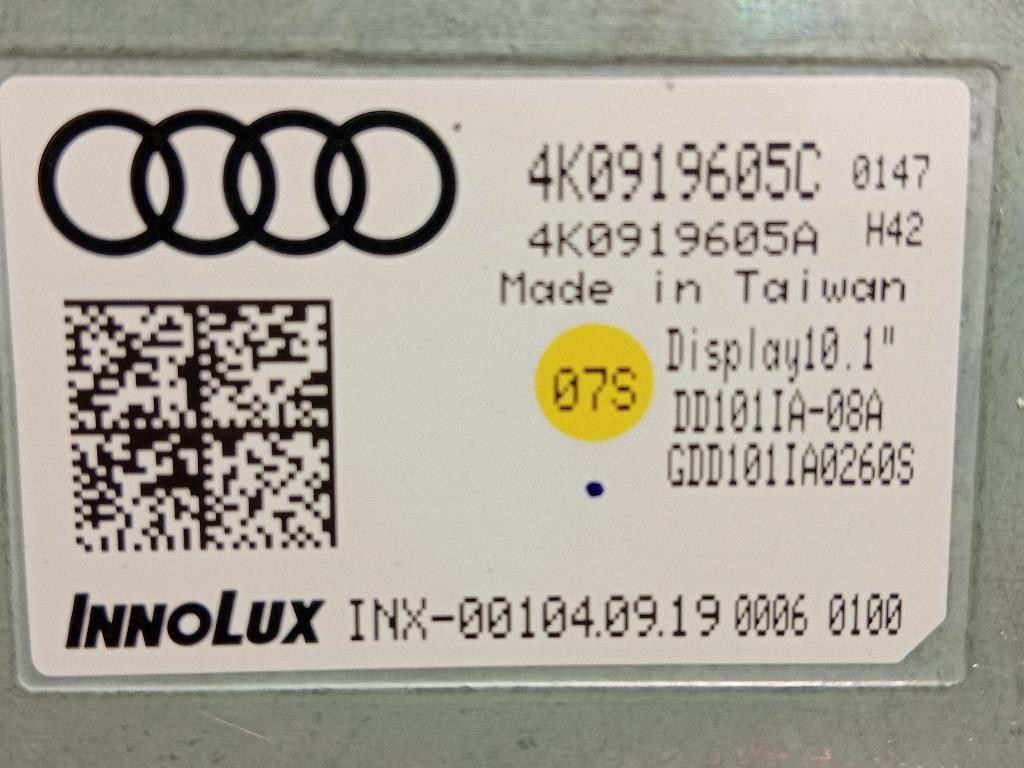 4K0919605C 0147
4K0919605A H42
Made in Taiwan
07S
Display10.1"
DD101IA-08A
GDD101IA0260S
INNOLUX INX-00104.09.19 0006 0100